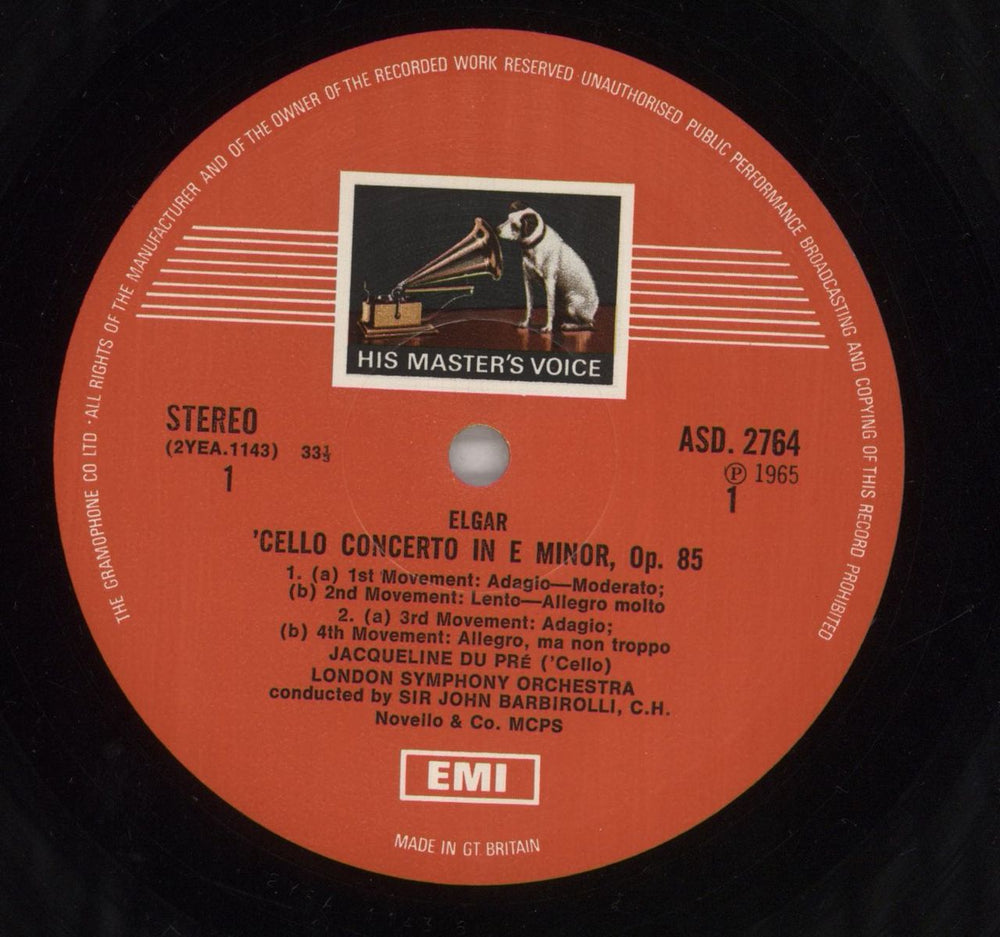 THE GRAMOPHONE CO LTD · ALL RIGHTS OF THE MANUFACTURER AND OF THE OWNER OF THE RECORDED WORK RESERVED · UNAUTHORISED PUBLIC PERFORMANCE BROADCASTING AND COPYING OF THIS RECORD PROHIBITED
HIS MASTER'S VOICE
STEREO
(2YEA.1143) 33⅓
1
ASD. 2764
Ⓟ 1965
1
ELGAR
'CELLO CONCERTO IN E MINOR, Op. 85
1. (a) 1st Movement: Adagio—Moderato;
(b) 2nd Movement: Lento—Allegro molto
2. (a) 3rd Movement: Adagio;
(b) 4th Movement: Allegro, ma non troppo
JACQUELINE DU PRÉ ('Cello)
LONDON SYMPHONY ORCHESTRA
conducted by SIR JOHN BARBIROLLI, C.H.
Novello & Co. MCPS
EMI
MADE IN GT. BRITAIN